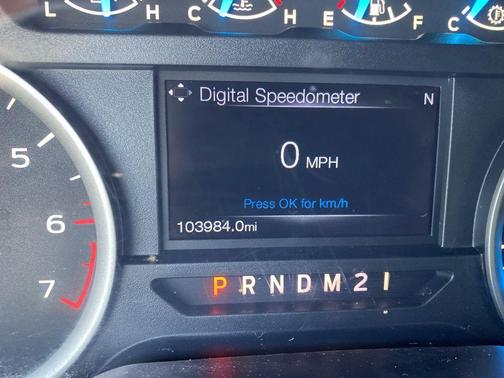 L H C H E F C
Digital Speedometer N
0 MPH
Press OK for km/h
103984.0mi
5
6
7
P R N D M 2 1